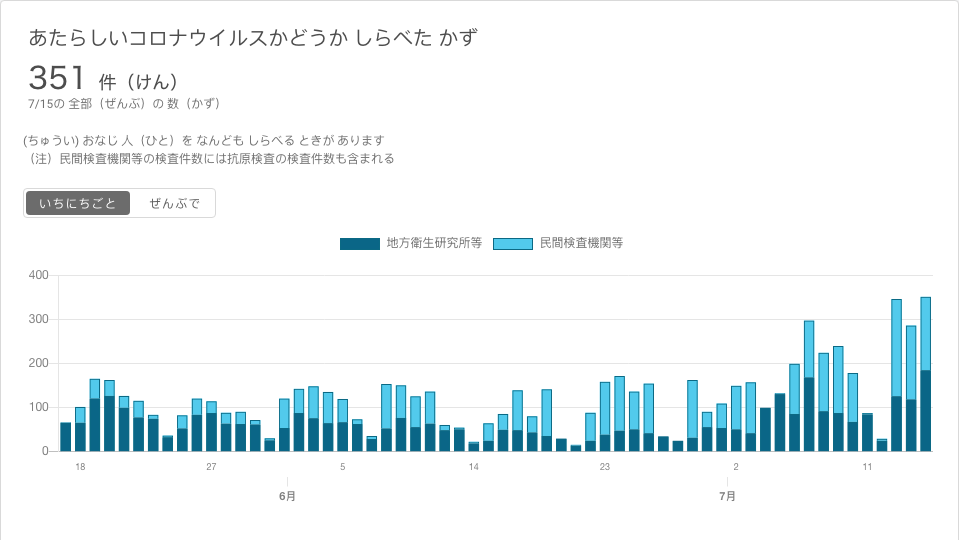 あたらしいコロナウイルスかどうか しらべた かず
351 件（けん）
7/15の 全部（ぜんぶ）の 数（かず）
(ちゅうい) おなじ 人（ひと）を なんども しらべる ときが あります
（注）民間検査機関等の検査件数には抗原検査の検査件数も含まれる
いちにちごと ぜんぶで
地方衛生研究所等 民間検査機関等
400
300
200
100
0
18 27 5 14 23 2 11
6月 7月